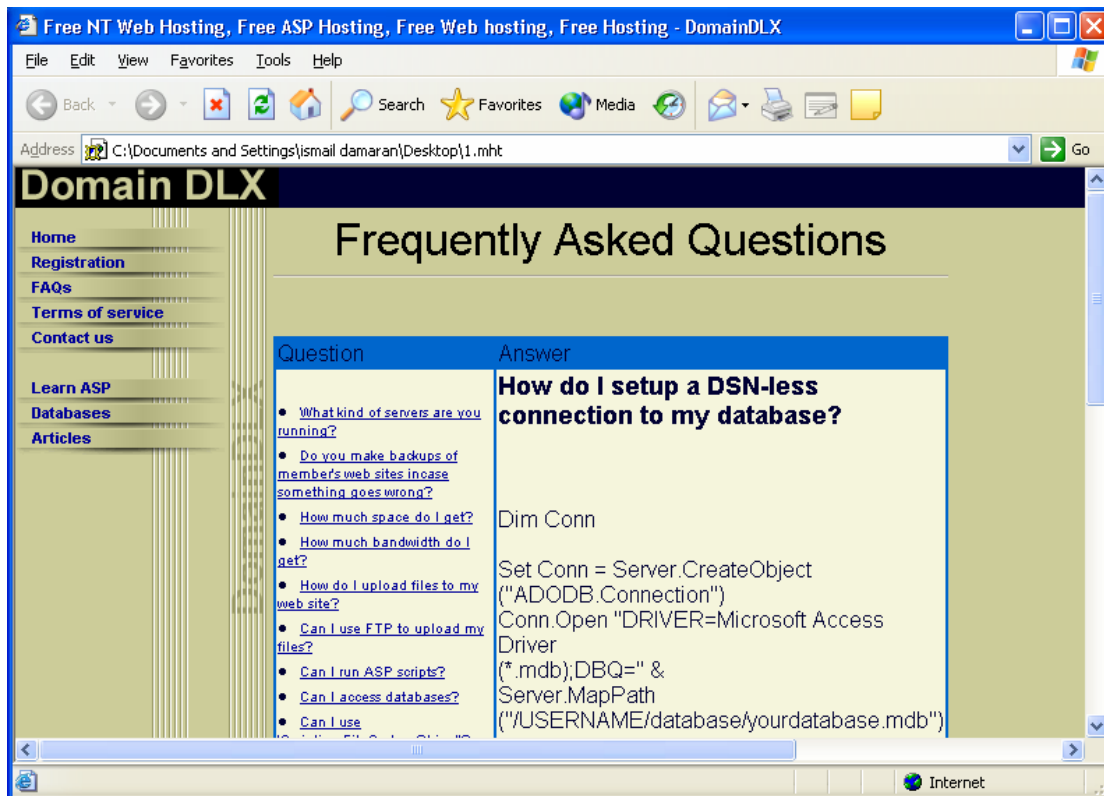 Free NT Web Hosting, Free ASP Hosting, Free Web hosting, Free Hosting - DomainDLX
File Edit View Favorites Tools Help
Back Search Favorites Media
Address C:\Documents and Settings\ismail damaran\Desktop\1.mht Go
Domain DLX
Home
Registration
FAQs
Terms of service
Contact us
Learn ASP
Databases
Articles
Frequently Asked Questions
Question Answer
What kind of servers are you
running?
Do you make backups of
member's web sites incase
something goes wrong?
How much space do I get?
How much bandwidth do I
get?
How do I upload files to my
web site?
Can I use FTP to upload my
files?
Can I run ASP scripts?
Can I access databases?
Can I use
How do I setup a DSN-less
connection to my database?
Dim Conn
Set Conn = Server.CreateObject
("ADODB.Connection")
Conn.Open "DRIVER=Microsoft Access
Driver
(*.mdb);DBQ=" &
Server.MapPath
("/USERNAME/database/yourdatabase.mdb")
Internet